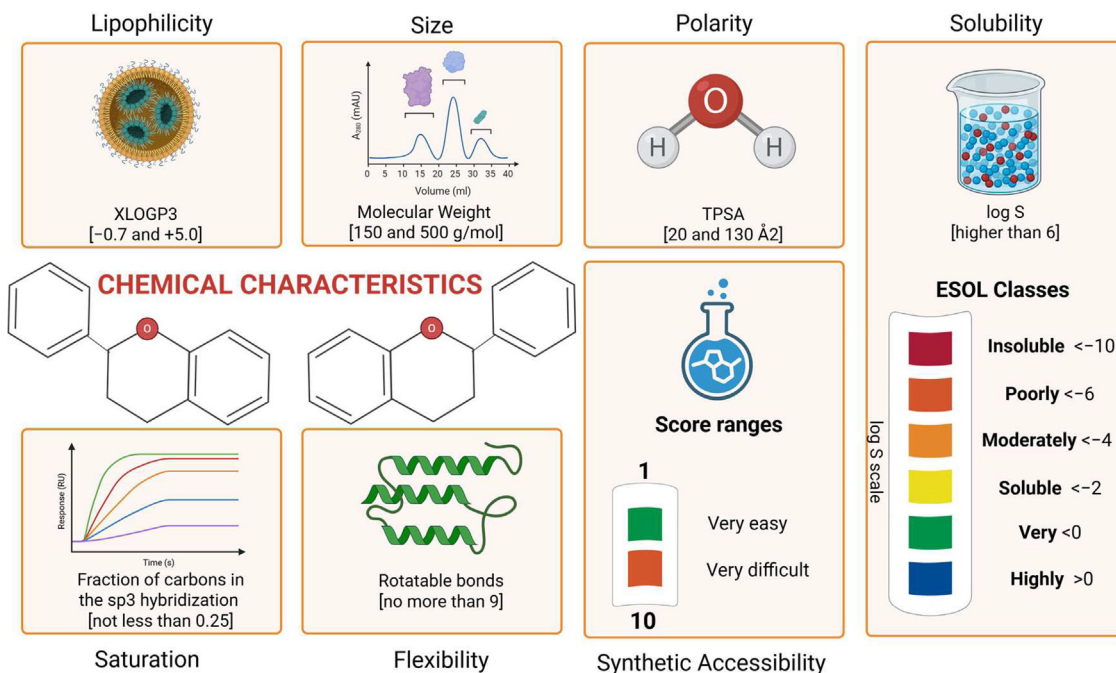 Lipophilicity
XLOGP3
[−0.7 and +5.0]
Size
A280 (mAU)
0 5 10 15 20 25 30 35 40
Volume (ml)
Molecular Weight
[150 and 500 g/mol]
Polarity
O
H H
TPSA
[20 and 130 Å2]
Solubility
log S
[higher than 6]
ESOL Classes
log S scale
Insoluble <−10
Poorly <−6
Moderately <−4
Soluble <−2
Very <0
Highly >0
CHEMICAL CHARACTERISTICS
O
O
Response (RU)
Time (s)
Fraction of carbons in
the sp3 hybridization
[not less than 0.25]
Saturation
Rotatable bonds
[no more than 9]
Flexibility
Score ranges
1
Very easy
Very difficult
10
Synthetic Accessibility